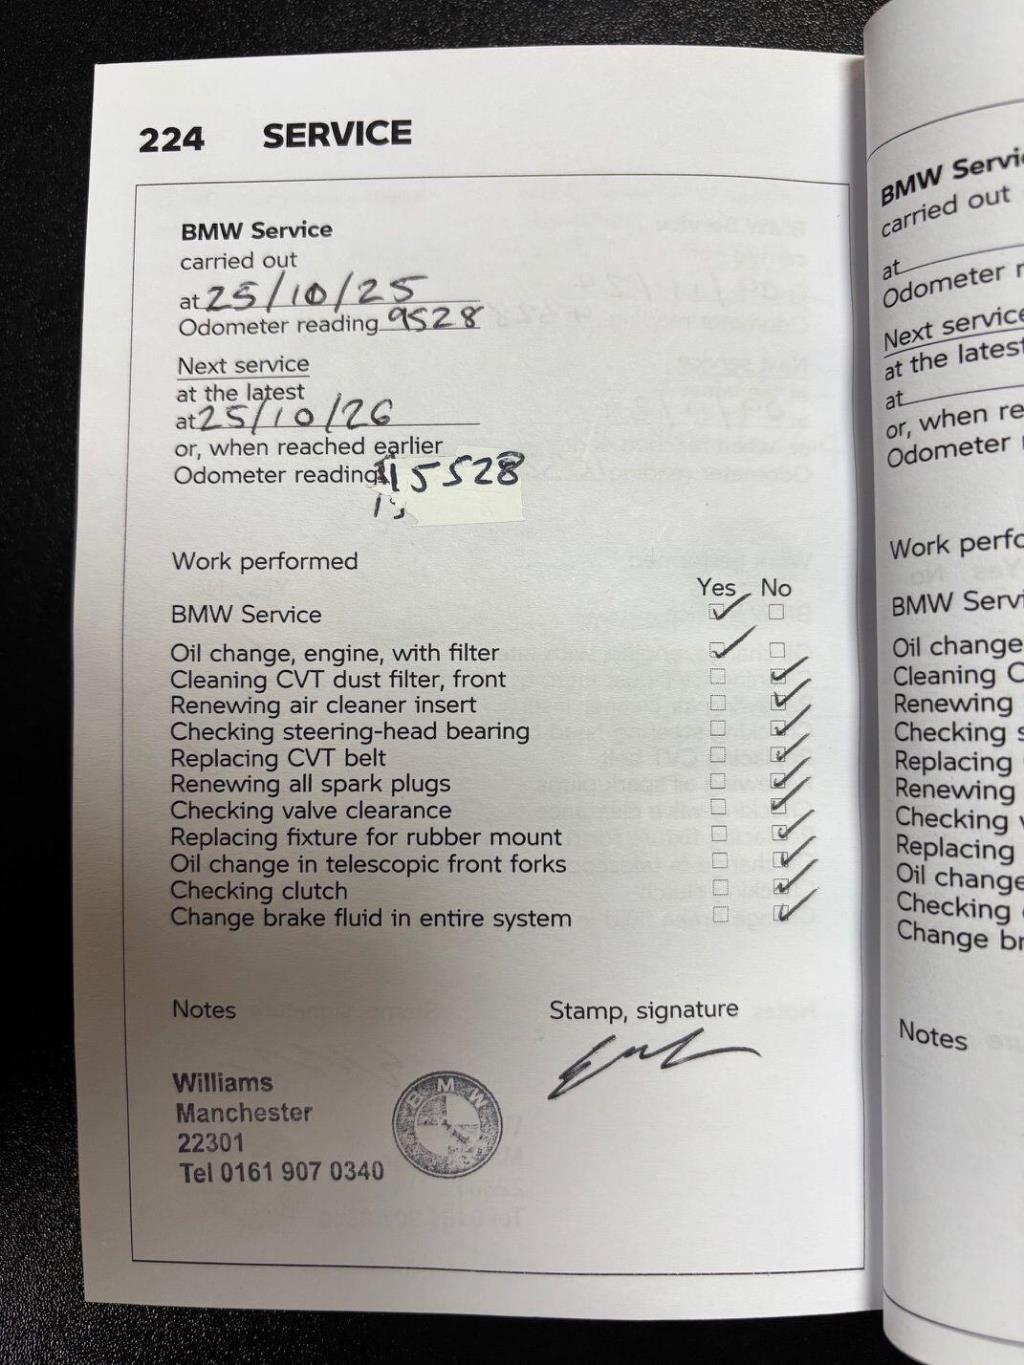 224 SERVICE
BMW Service
carried out
at 25/10/25
Odometer reading 9528
Next service
at the latest
at 25/10/26
or, when reached earlier
Odometer reading 15528
Work performed
Yes No
BMW Service
Oil change, engine, with filter
Cleaning CVT dust filter, front
Renewing air cleaner insert
Checking steering-head bearing
Replacing CVT belt
Renewing all spark plugs
Checking valve clearance
Replacing fixture for rubber mount
Oil change in telescopic front forks
Checking clutch
Change brake fluid in entire system
Notes
Stamp, signature
Williams
Manchester
22301
Tel 0161 907 0340
BMW
BMW Servi
carried out
at
Odometer r
Next service
at the latest
at
or, when re
Odometer
Work perfo
BMW Servi
Oil change
Cleaning C
Renewing
Checking s
Replacing
Renewing
Checking v
Replacing
Oil change
Checking
Change br
Notes